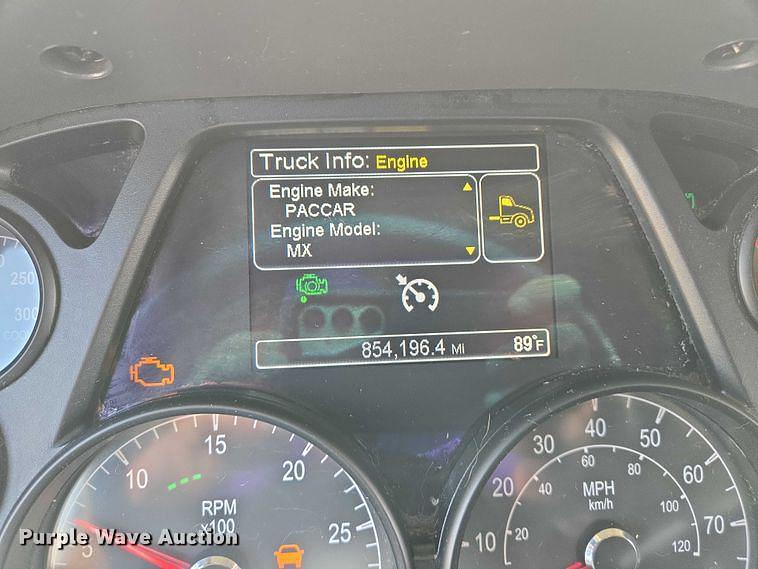 Truck Info: Engine
Engine Make:
PACCAR
Engine Model:
MX
854,196.4 MI 89°F
250
300
5 10 15 20 25
RPM
x100
10 20 30 40 50 60 70
20 40 60 80 100 120
MPH
km/h
Purple Wave Auction